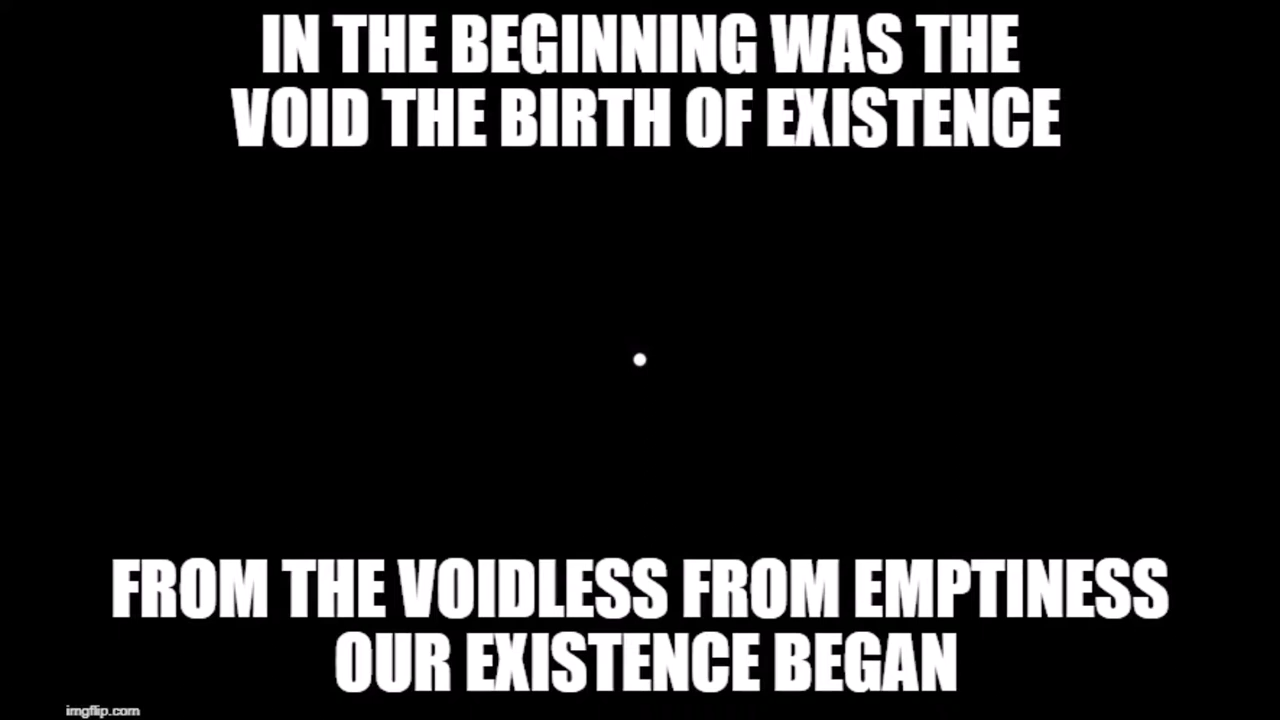 IN THE BEGINNING WAS THE
VOID THE BIRTH OF EXISTENCE
FROM THE VOIDLESS FROM EMPTINESS
OUR EXISTENCE BEGAN
imgflip.com